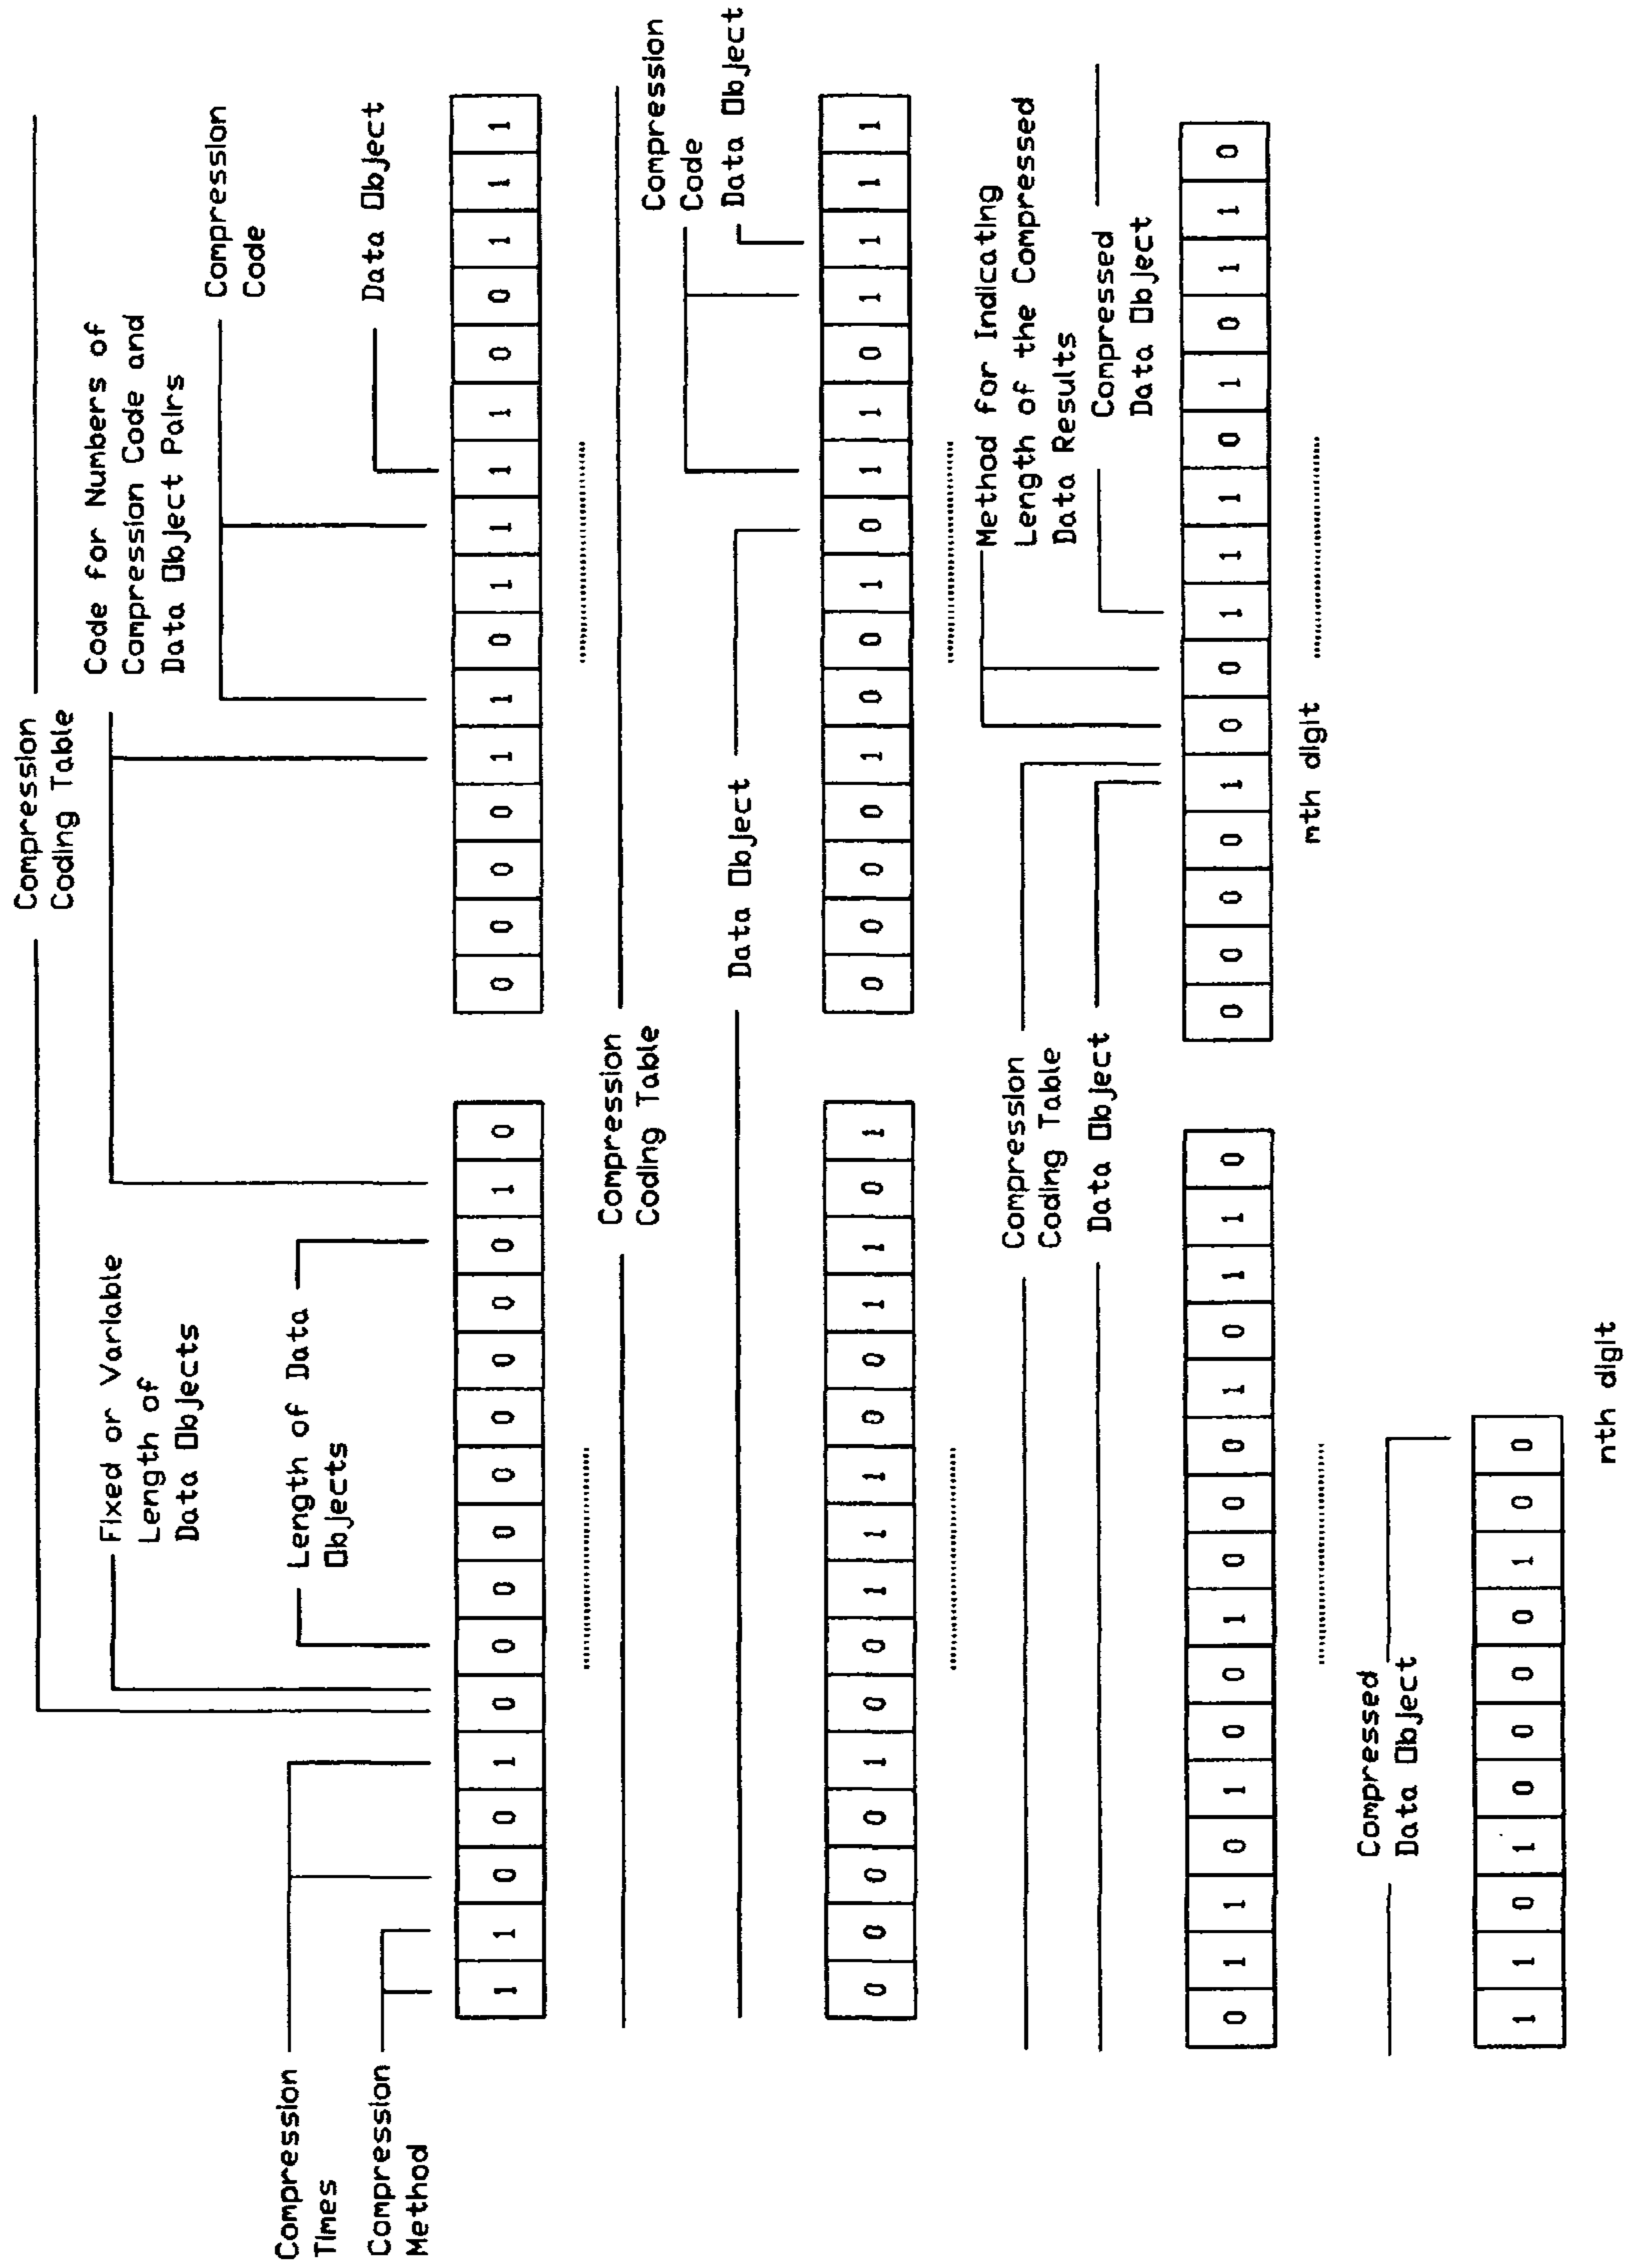 Compression
Coding Table
Fixed or Variable
Length of
Data Objects
Code for Numbers of
Compression Code and
Data Object Pairs
Compression
Code
Compression
Times
Length of Data
Objects
Compression
Method
Data Object
1 1 0 0 1 0 0 0 0 0 0 0 0 0 1 0
0 0 0 0 1 1 0 1 1 1 1 0 0 1 1 1
Compression
Coding Table
Compression
Code
Data Object
Data Object
0 0 0 0 1 0 0 1 1 1 0 0 1 1 0 1
0 0 0 0 1 0 0 1 0 1 1 0 1 1 1 1
Compression
Coding Table
Method for Indicating
Length of the Compressed
Data Results
Data Object
Compressed
Data Object
0 1 1 0 1 0 0 1 0 0 0 1 0 1 1 0
0 0 0 0 1 0 0 1 1 1 0 1 0 1 1 0
mth digit
Compressed
Data Object
1 1 0 1 0 0 0 0 1 0 0
nth digit